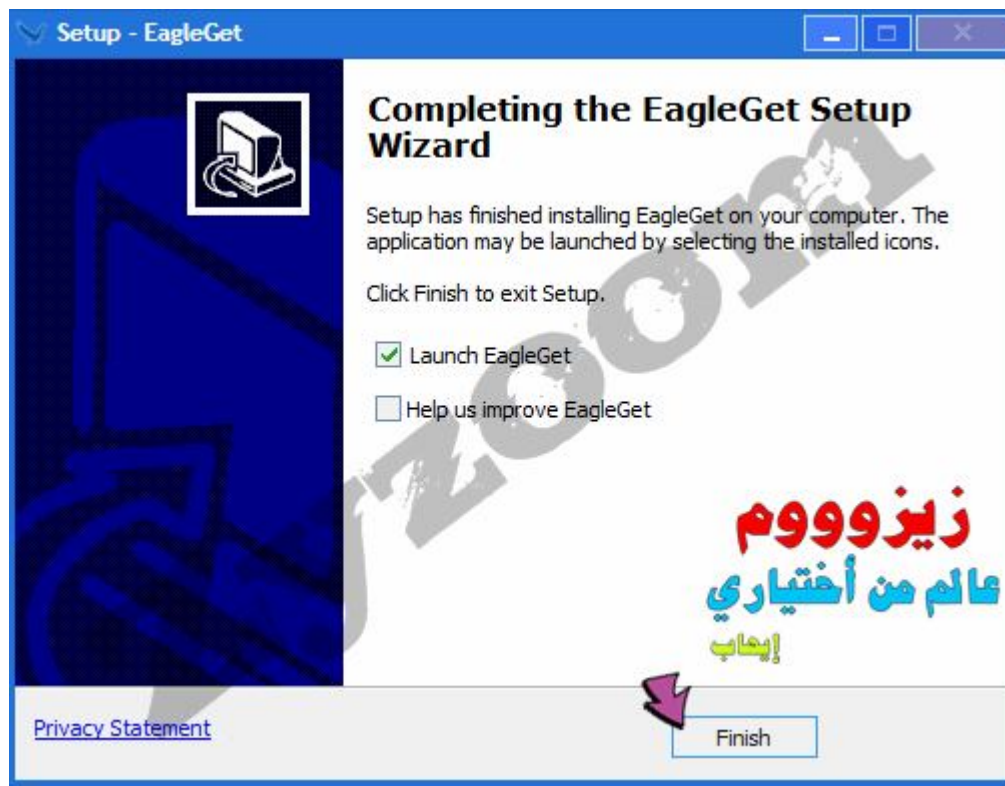 Setup - EagleGet
Completing the EagleGet Setup
Wizard
Setup has finished installing EagleGet on your computer. The
application may be launched by selecting the installed icons.
Click Finish to exit Setup.
Launch EagleGet
Help us improve EagleGet
زيزوووم
عالم من أختياري
إيهاب
Privacy Statement
Finish